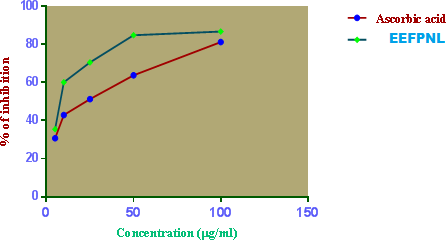 100
80
60
40
20
0
% of inhibition
0 50 100 150
Concentration (µg/ml)
Ascorbic acid
EEFPNL